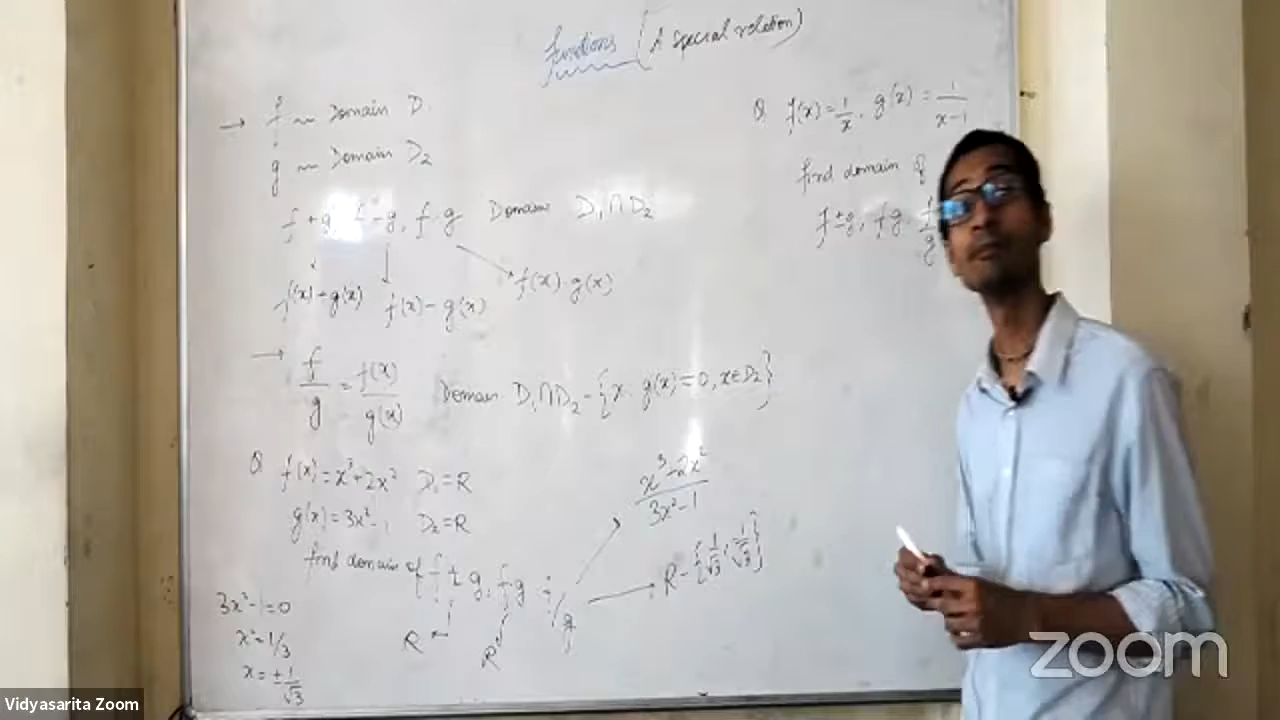 functions (A special relation)
→ f ~ Domain D
g ~ Domain D₂
f+g, f-g, f·g Domain D₁∩D₂
f(x)+g(x) f(x)-g(x) f(x)·g(x)
→ f/g = f(x)/g(x) Domain D₁∩D₂-{x g(x)=0, x∈D₂}
Q f(x)=x³+2x² D₁=R
g(x)=3x²-1 D₂=R
find domain of f±g, f·g f/g
R R
x³-2x²/3x²-1
R-{1/√3, 1/√3}
3x²-1=0
x²=1/3
x=±1/√3
Q f(x)=1/x, g(x)=1/x-1
find domain of
f±g, fg f/g
zoom
Vidyasarita Zoom